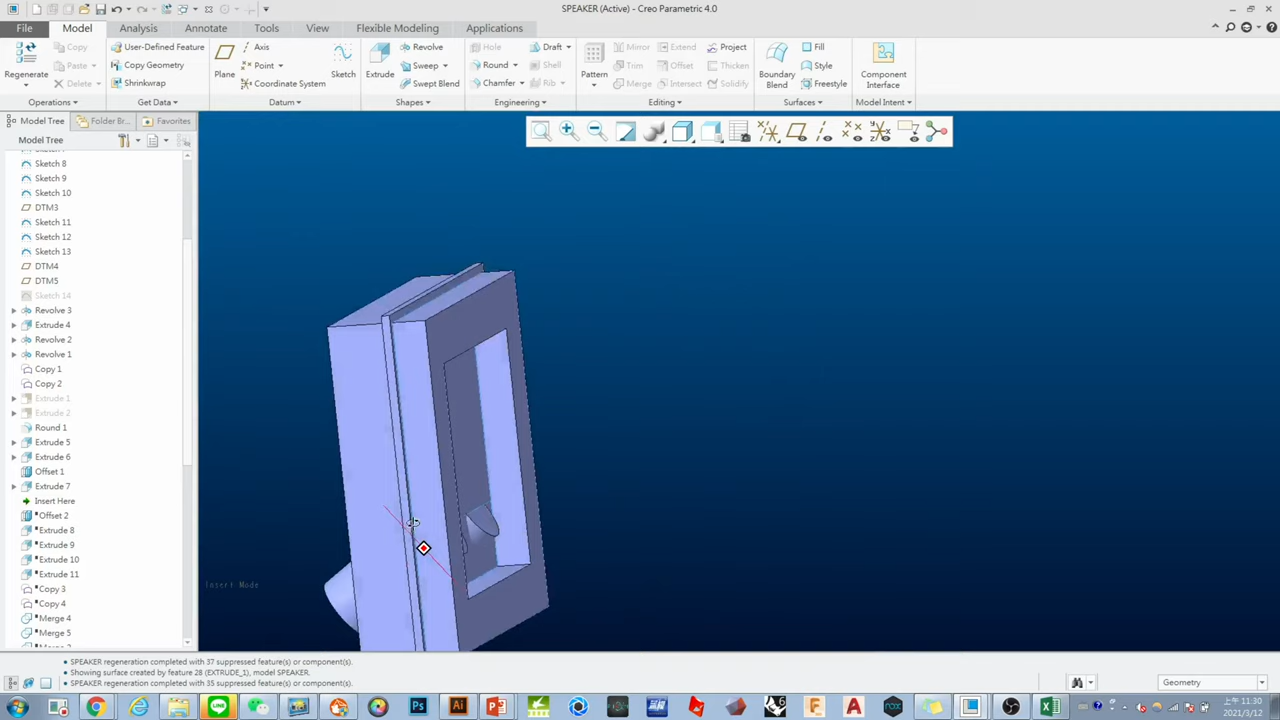 SPEAKER (Active) - Creo Parametric 4.0
File Model Analysis Annotate Tools View Flexible Modeling Applications
Copy User-Defined Feature Axis Revolve Hole Draft Mirror Extend Project Fill
Regenerate Paste Copy Geometry Plane Point Sketch Extrude Sweep Round Shell Pattern Trim Offset Thicken Boundary Blend Style Component Interface
Delete Shrinkwrap Coordinate System Swept Blend Chamfer Rib Merge Intersect Solidify Freestyle
Operations Get Data Datum Shapes Engineering Editing Surfaces Model Intent
Model Tree Folder Br... Favorites
Model Tree
Sketch 8
Sketch 9
Sketch 10
DTM3
Sketch 11
Sketch 12
Sketch 13
DTM4
DTM5
Sketch 14
Revolve 3
Extrude 4
Revolve 2
Revolve 1
Copy 1
Copy 2
Extrude 1
Extrude 2
Round 1
Extrude 5
Extrude 6
Offset 1
Extrude 7
Insert Here
Offset 2
Extrude 8
Extrude 9
Extrude 10
Extrude 11
Copy 3
Copy 4
Merge 4
Merge 5
Insert Mode
• SPEAKER regeneration completed with 37 suppressed feature(s) or component(s).
• Showing surface created by feature 28 (EXTRUDE_1), model SPEAKER.
• SPEAKER regeneration completed with 35 suppressed feature(s) or component(s).
Geometry
上午 11:30
2021/3/12